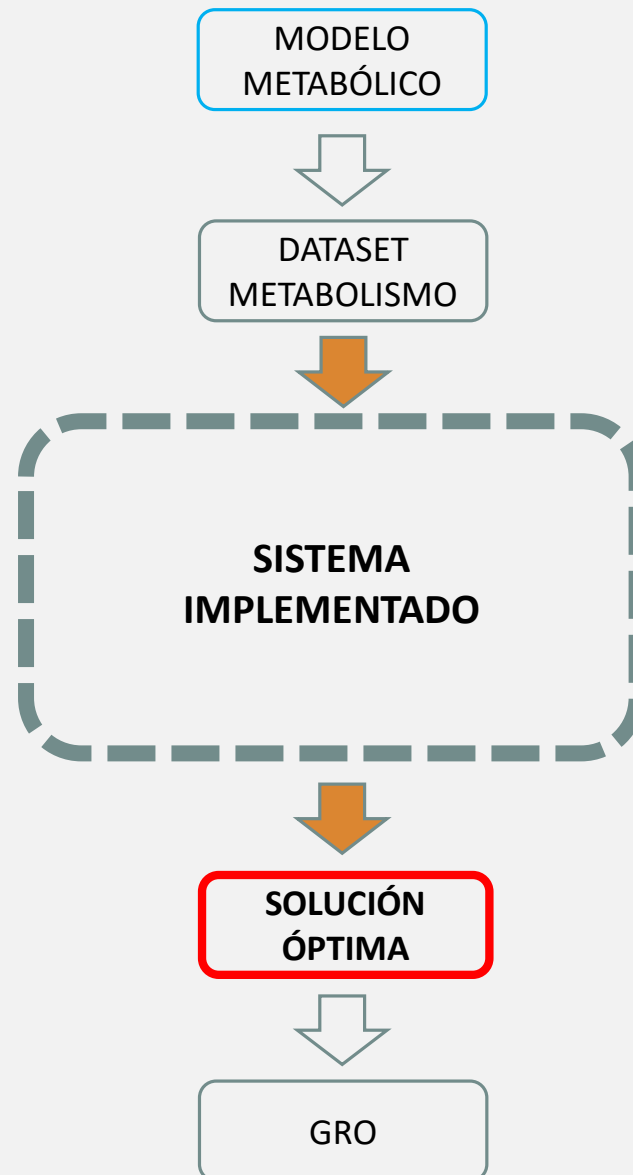 MODELO
METABÓLICO
DATASET
METABOLISMO
SISTEMA
IMPLEMENTADO
SOLUCIÓN
ÓPTIMA
GRO